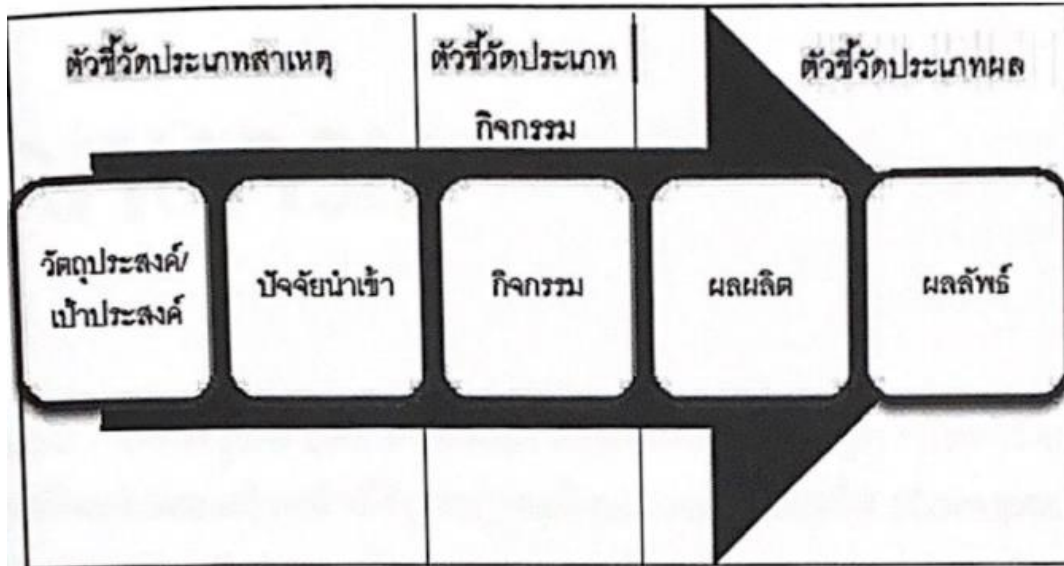 ตัวชี้วัดประเภทสาเหตุ
ตัวชี้วัดประเภท
กิจกรรม
ตัวชี้วัดประเภทผล
วัตถุประสงค์/
เป้าประสงค์
ปัจจัยนำเข้า
กิจกรรม
ผลผลิต
ผลลัพธ์